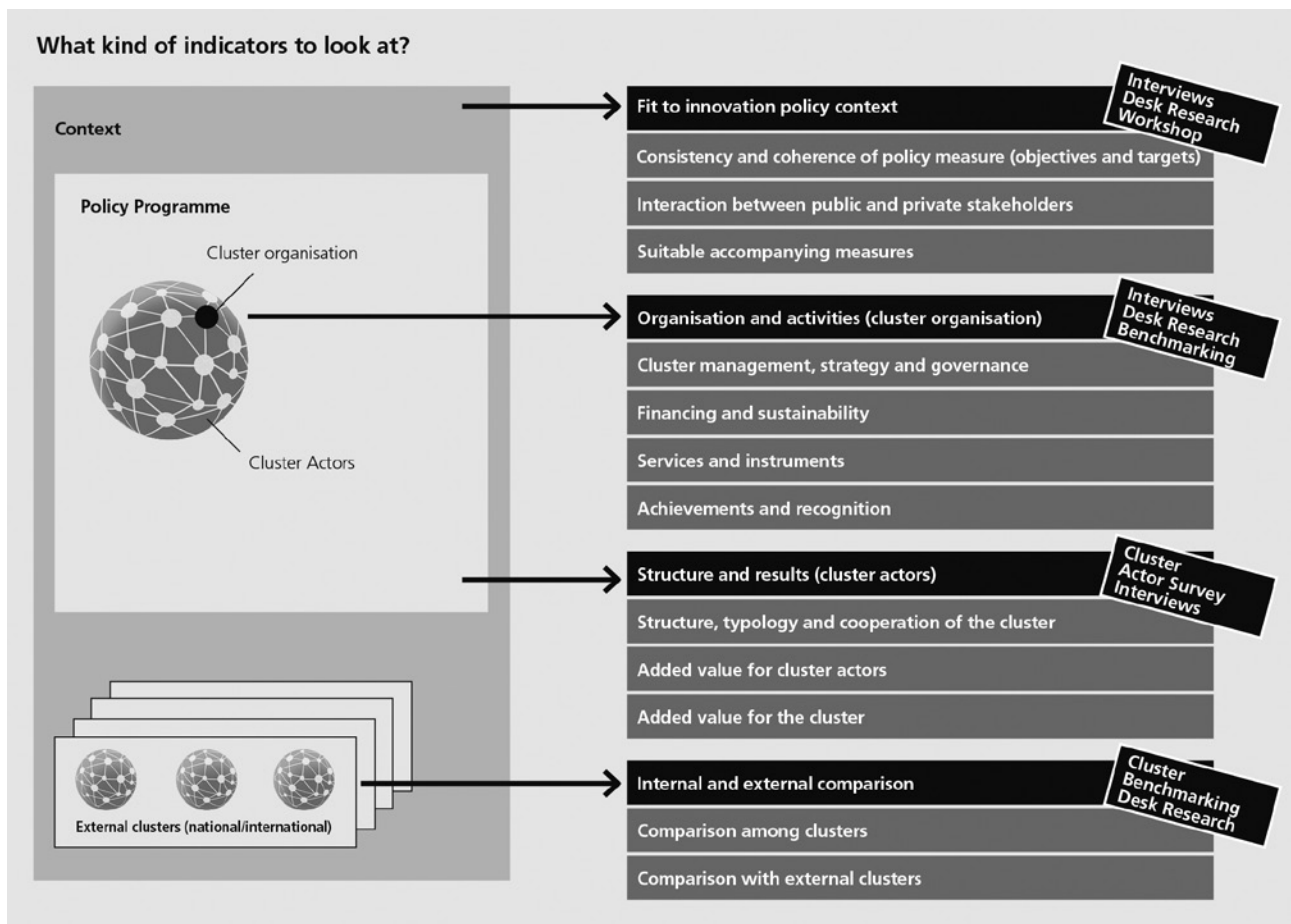 What kind of indicators to look at?
Context
Policy Programme
Cluster organisation
Cluster Actors
External clusters (national/international)
Fit to innovation policy context
Interviews
Desk Research
Workshop
Consistency and coherence of policy measure (objectives and targets)
Interaction between public and private stakeholders
Suitable accompanying measures
Organisation and activities (cluster organisation)
Interviews
Desk Research
Benchmarking
Cluster management, strategy and governance
Financing and sustainability
Services and instruments
Achievements and recognition
Structure and results (cluster actors)
Cluster
Actor Survey
Interviews
Structure, typology and cooperation of the cluster
Added value for cluster actors
Added value for the cluster
Internal and external comparison
Cluster
Benchmarking
Desk Research
Comparison among clusters
Comparison with external clusters